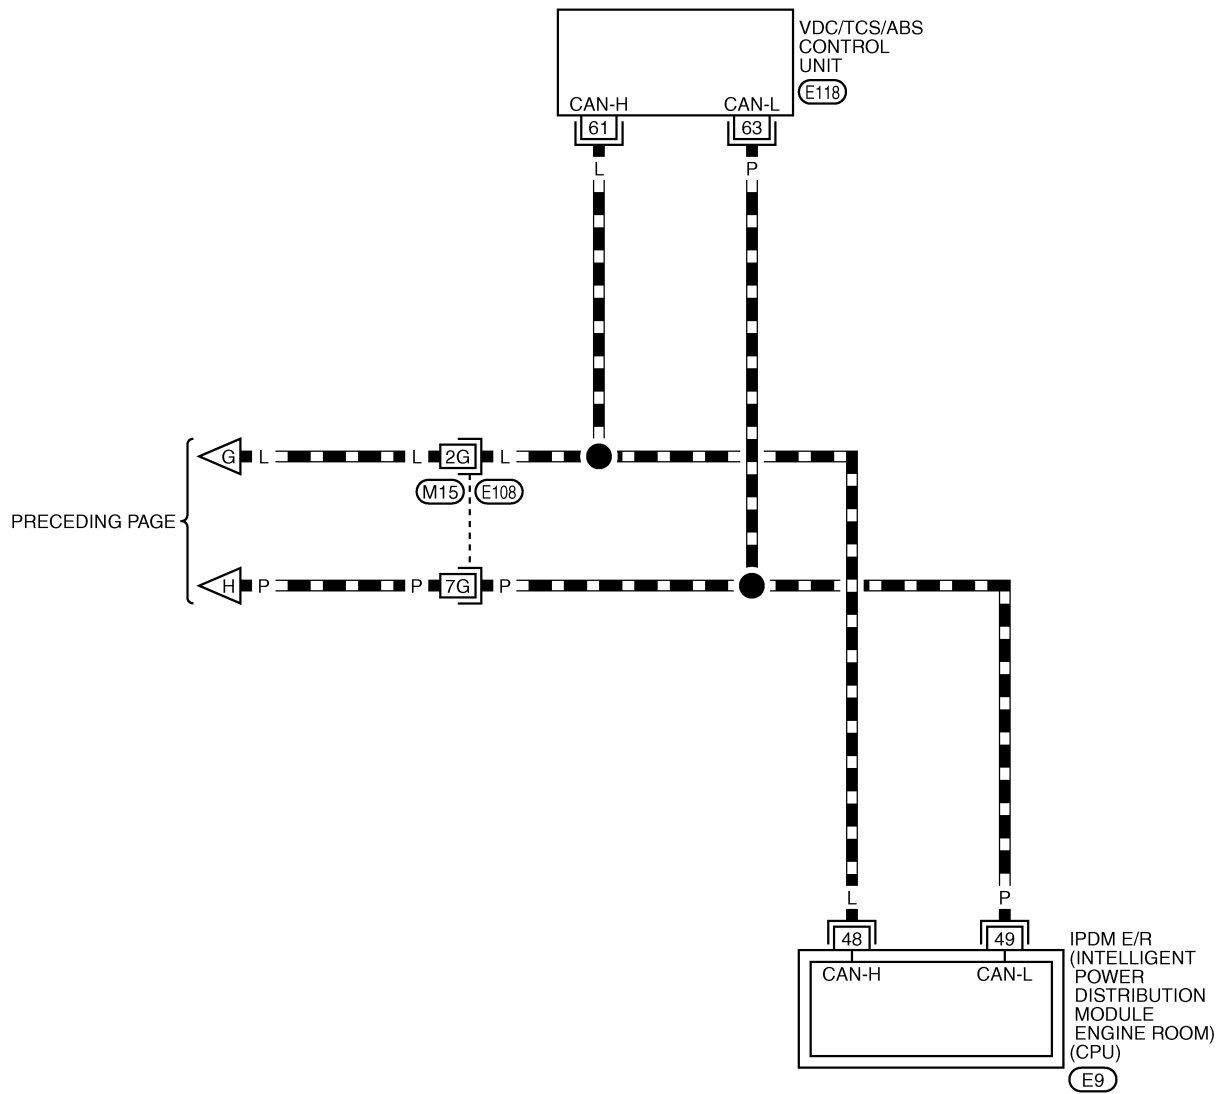 VDC/TCS/ABS
CONTROL
UNIT
E118
CAN-H
CAN-L
61
63
L
P
G
L
L
2G
L
M15
E108
PRECEDING PAGE
H
P
P
7G
P
L
P
48
49
CAN-H
CAN-L
IPDM E/R
(INTELLIGENT
POWER
DISTRIBUTION
MODULE
ENGINE ROOM)
(CPU)
E9